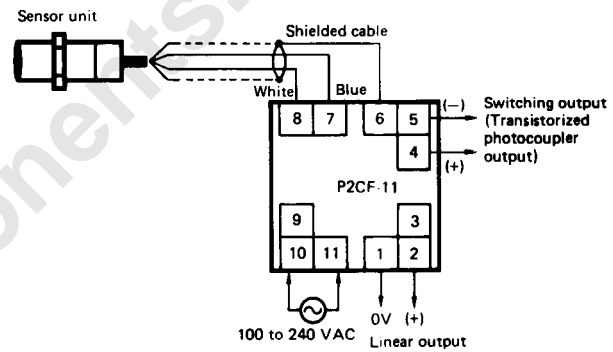 Sensor unit
Shielded cable
White
Blue
8 7 6 5
(−)
Switching output
(Transistorized
photocoupler
output)
4
(+)
P2CF-11
9 3
10 11 1 2
0V (+)
100 to 240 VAC
Linear output
onents.